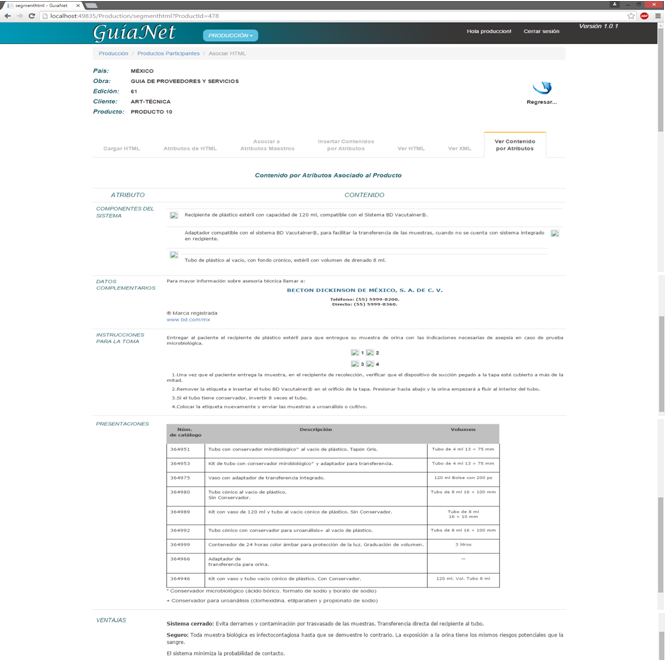 segmenthtml - GuiaNet
localhost:49835/Production/segmenthtml?ProductId=478
GuiaNet
PRODUCCIÓN
Hola produccion!
Cerrar sesión
Versión 1.0.1
Producción / Productos Participantes / Asociar HTML
País: MÉXICO
Obra: GUIA DE PROVEEDORES Y SERVICIOS
Edición: 61
Cliente: ART-TÉCNICA
Producto: PRODUCTO 10
Regresar...
Cargar HTML
Atributos de HTML
Asociar a
Atributos Maestros
Insertar Contenidos
por Atributos
Ver HTML
Ver XML
Ver Contenido
por Atributos
Contenido por Atributos Asociado al Producto
ATRIBUTO CONTENIDO
COMPONENTES DEL
SISTEMA
Recipiente de plástico estéril con capacidad de 120 ml, compatible con el Sistema BD Vacutainer®.
Adaptador compatible con el sistema BD Vacutainer®, para facilitar la transferencia de las muestras, cuando no se cuenta con sistema integrado
en recipiente.
Tubo de plástico al vacío, con fondo crónico, estéril con volumen de drenado 8 ml.
DATOS
COMPLEMENTARIOS
Para mayor información sobre asesoría técnica llamar a:
BECTON DICKINSON DE MÉXICO, S. A. DE C. V.
Teléfono: (55) 5999-8200.
Directo: (55) 5999-8360.
® Marca registrada
www.bd.com/mx
INSTRUCCIONES
PARA LA TOMA
Entregar al paciente el recipiente de plástico estéril para que entregue su muestra de orina con las indicaciones necesarias de asepsia en caso de prueba
microbiológica.
1 2
3 4
1.Una vez que el paciente entrega la muestra, en el recipiente de recolección, verificar que el dispositivo de succión pegado a la tapa esté cubierto a más de la
mitad.
2.Remover la etiqueta e insertar el tubo BD Vacutainer® en el orificio de la tapa. Presionar hacia abajo y la orina empezará a fluir al interior del tubo.
3.Si el tubo tiene conservador, invertir 8 veces el tubo.
4.Colocar la etiqueta nuevamente y enviar las muestras a uroanálisis o cultivo.
PRESENTACIONES
Núm.
de catálogo
Descripción
Volumen
364951 Tubo con conservador mirobiológico* al vacío de plástico. Tapón Gris. Tubo de 4 ml 13 × 75 mm
364953 Kit de tubo con conservador mirobiológico* y adaptador para transferencia. Tubo de 4 ml 13 × 75 mm
364975 Vaso con adaptador de transferencia integrado. 120 ml Bolsa con 200 pz
364980 Tubo cónico al vacío de plástico.
Sin Conservador.
Tubo de 8 ml 16 × 100 mm
364989 Kit con vaso de 120 ml y tubo al vacío cónico de plástico. Sin Conservador.
Tubo de 8 ml
16 × 10 mm
364992 Tubo cónico con conservador para uroanálisis+ al vacío de plástico. Tubo de 8 ml 16 × 100 mm
364999 Contenedor de 24 horas color ámbar para protección de la luz. Graduación de volumen. 3 litros
364966 Adaptador de
transferencia para orina.
—
364946 Kit con vaso y tubo vacío cónico de plástico. Con Conservador. 120 ml. Vol. Tubo 8 ml
* Conservador microbiológico (ácido bórico, formato de sodio y borato de sodio)
+ Conservador para uroanálisis (clorhexidina, etilparaben y propionato de sodio)
VENTAJAS
Sistema cerrado: Evita derrames y contaminación por trasvasado de las muestras. Transferencia directa del recipiente al tubo.
Seguro: Toda muestra biológica es infectocontagiosa hasta que se demuestre lo contrario. La exposición a la orina tiene los mismos riesgos potenciales que la
sangre.
El sistema minimiza la probabilidad de contacto.